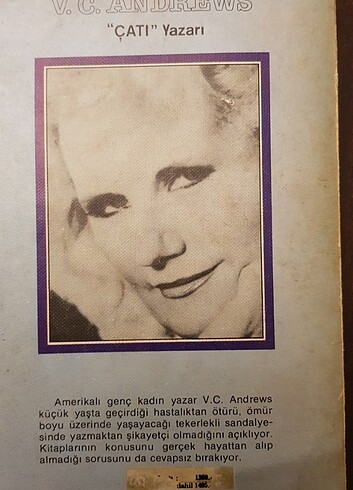 V. C. ANDREWS
"ÇATI" Yazarı
Amerikalı genç kadın yazar V.C. Andrews
küçük yaşta geçirdiği hastalıktan ötürü, ömür
boyu üzerinde yaşayacağı tekerlekli sandalye-
sinde yazmaktan şikayetçi olmadığını açıklıyor.
Kitaplarının konusunu gerçek hayattan alıp
almadığı sorusunu da cevapsız bırakıyor.